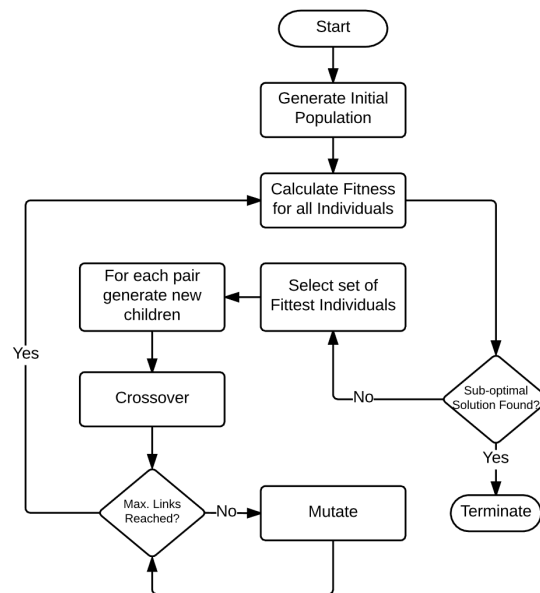 Start
Generate Initial
Population
Calculate Fitness
for all Individuals
For each pair
generate new
children
Select set of
Fittest Individuals
Yes
Crossover
No
Sub-optimal
Solution Found?
Yes
Max. Links
Reached?
No
Mutate
Terminate